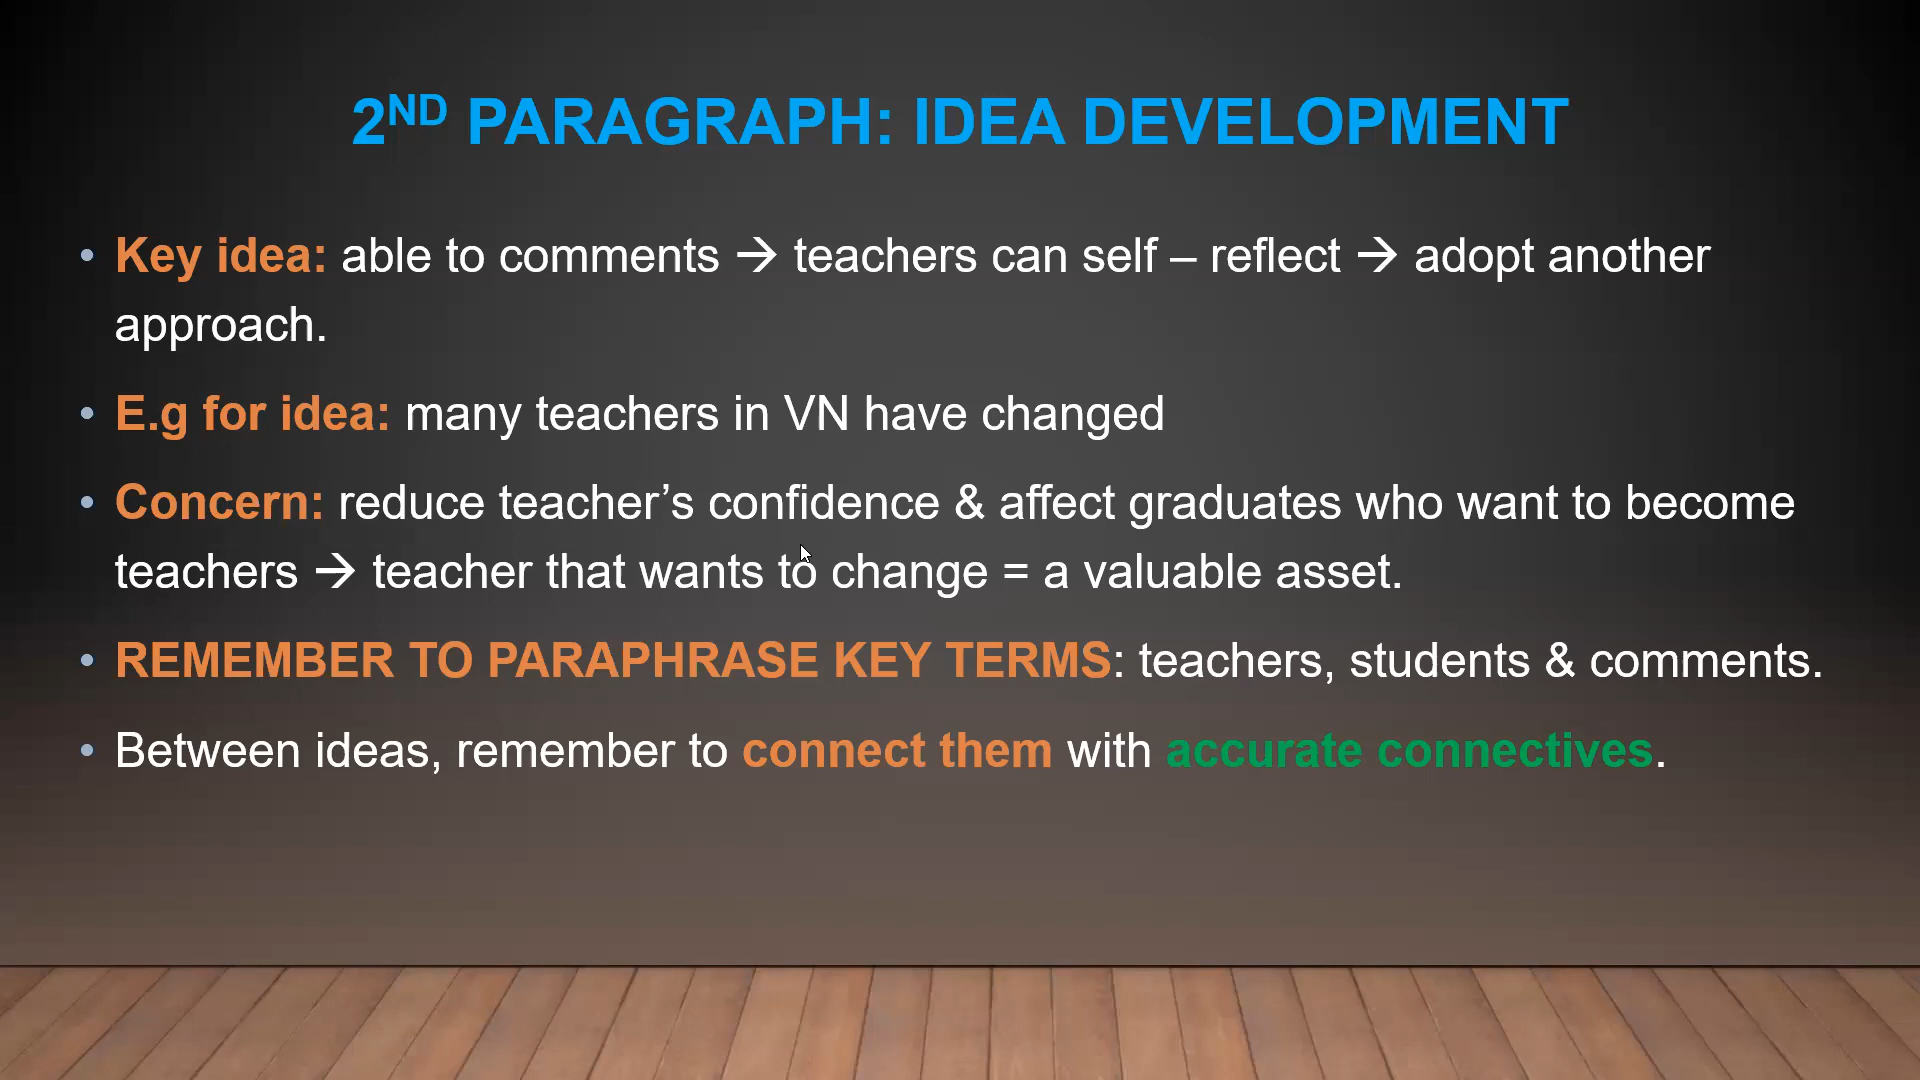 2ND PARAGRAPH: IDEA DEVELOPMENT
• Key idea: able to comments → teachers can self – reflect → adopt another
approach.
• E.g for idea: many teachers in VN have changed
• Concern: reduce teacher’s confidence & affect graduates who want to become
teachers → teacher that wants to change = a valuable asset.
• REMEMBER TO PARAPHRASE KEY TERMS: teachers, students & comments.
• Between ideas, remember to connect them with accurate connectives.